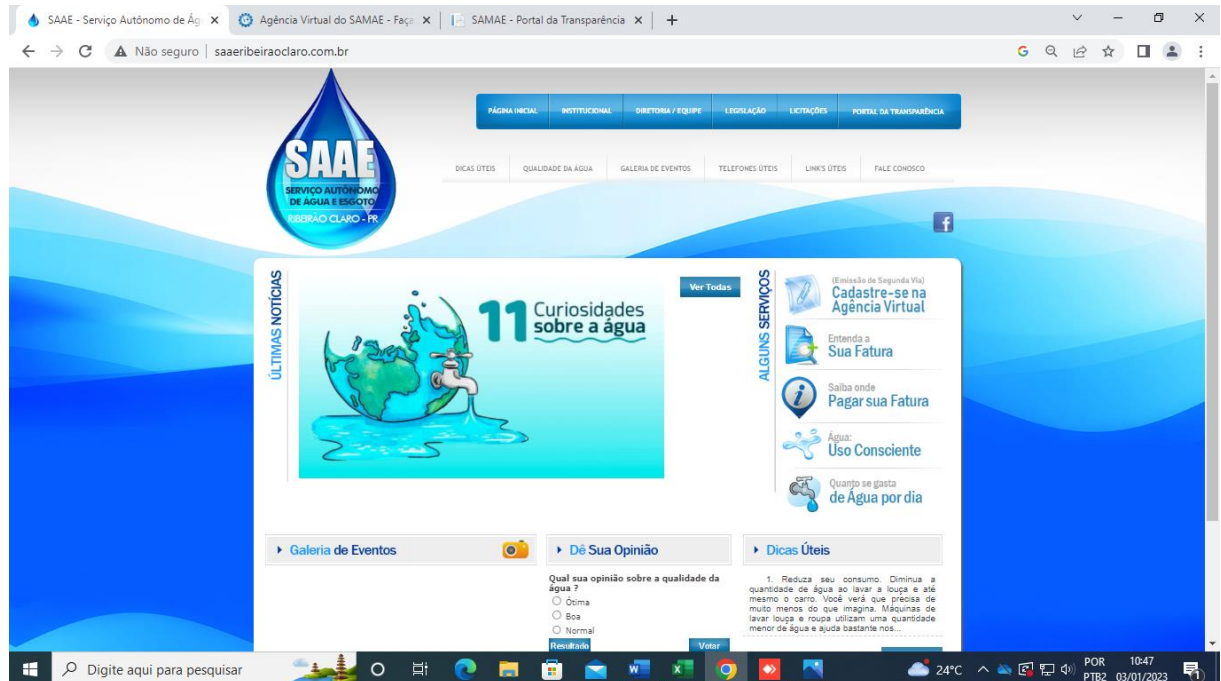 SAAE - Serviço Autônomo de Ág
Agência Virtual do SAMAE - Faça
SAMAE - Portal da Transparência
Não seguro
saaeribeiraoclaro.com.br
SAAE
SERVIÇO AUTÔNOMO
DE ÁGUA E ESGOTO
RIBEIRÃO CLARO - PR
PÁGINA INICIAL
INSTITUCIONAL
DIRETORIA / EQUIPE
LEGISLAÇÃO
LICITAÇÕES
PORTAL DA TRANSPARÊNCIA
DICAS ÚTEIS
QUALIDADE DA ÁGUA
GALERIA DE EVENTOS
TELEFONES ÚTEIS
LINK'S ÚTEIS
FALE CONOSCO
f
ÚLTIMAS NOTÍCIAS
11 Curiosidades
sobre a água
Ver Todas
ALGUNS SERVIÇOS
(Emissão de Segunda Via)
Cadastre-se na
Agência Virtual
Entenda a
Sua Fatura
Saiba onde
Pagar sua Fatura
Água:
Uso Consciente
Quanto se gasta
de Água por dia
Galeria de Eventos
Dê Sua Opinião
Qual sua opinião sobre a qualidade da
água ?
Ótima
Boa
Normal
Resultado
Votar
Dicas Úteis
1. Reduza seu consumo. Diminua a
quantidade de água ao lavar a louça e até
mesmo o carro. Você verá que precisa de
muito menos do que imagina. Máquinas de
lavar louça e roupa utilizam uma quantidade
menor de água e ajuda bastante nos...
Digite aqui para pesquisar
24°C
POR
PTB2
10:47
03/01/2023